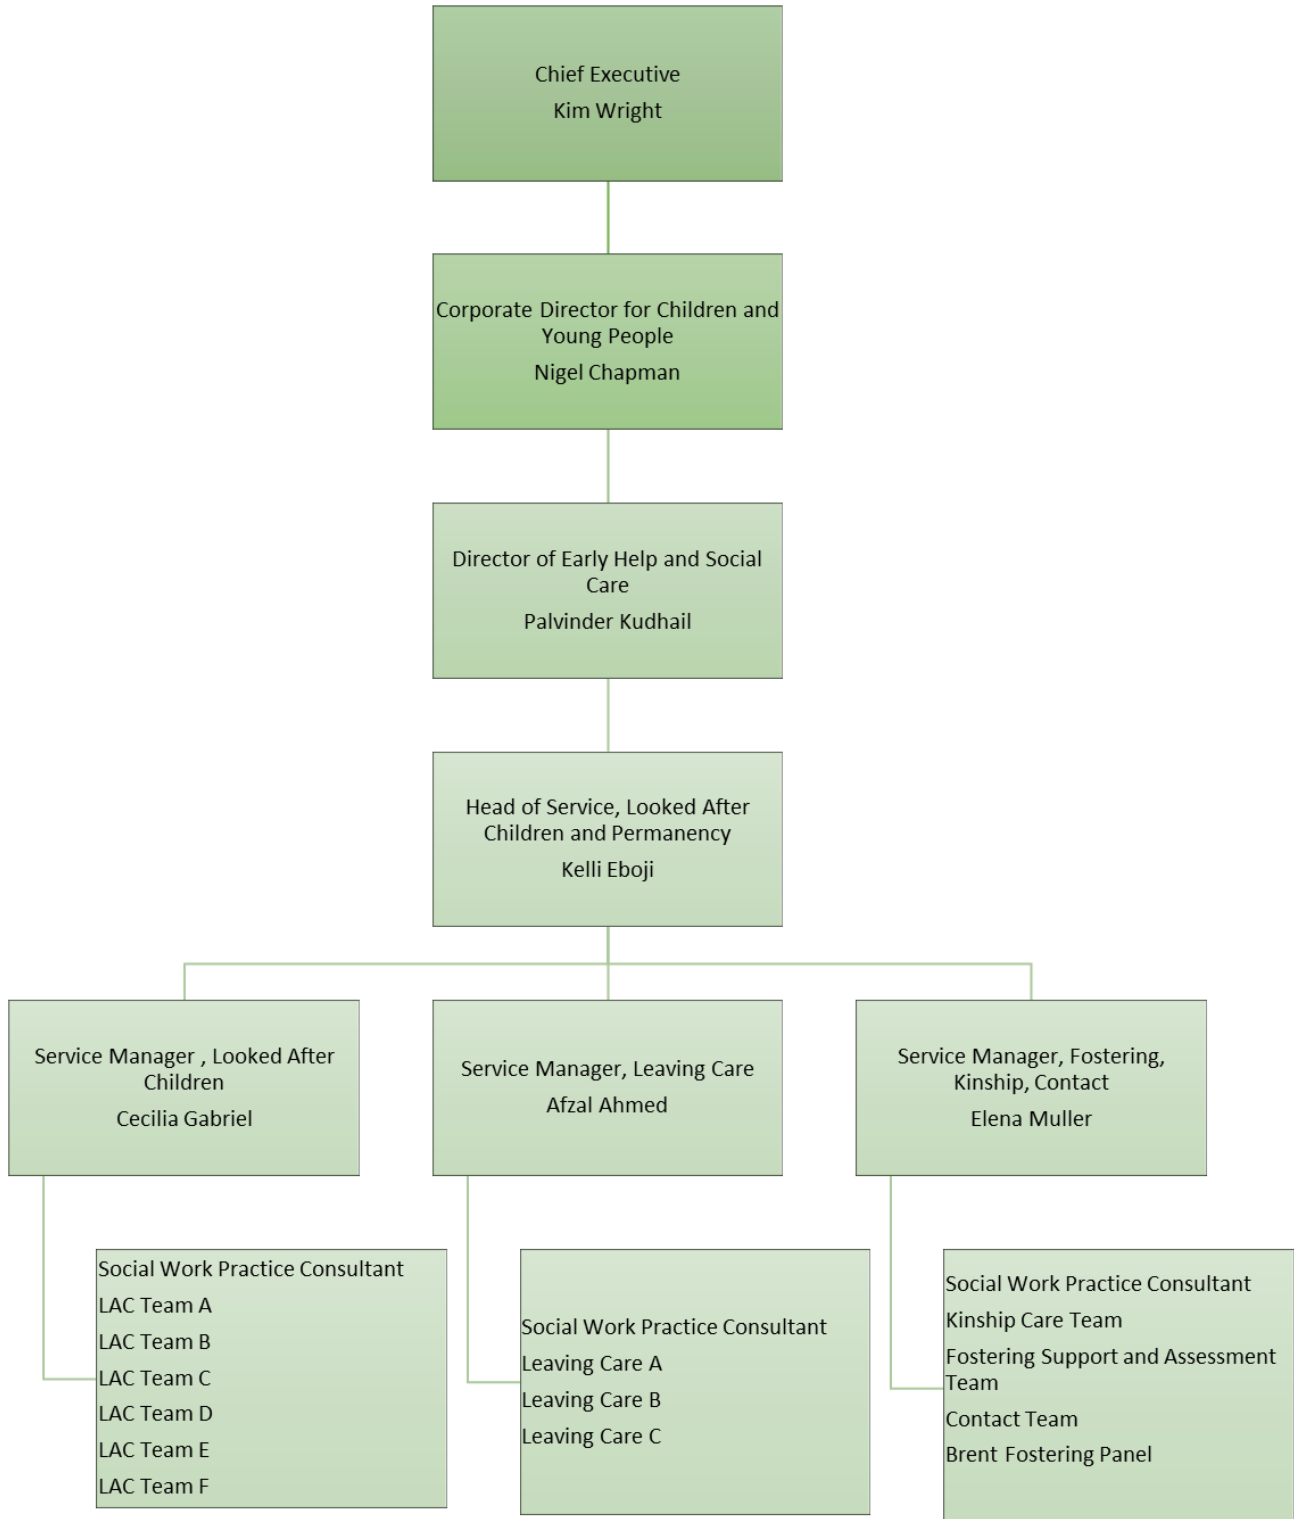 Chief Executive
Kim Wright
Corporate Director for Children and
Young People
Nigel Chapman
Director of Early Help and Social
Care
Palvinder Kudhail
Head of Service, Looked After
Children and Permanency
Kelli Eboji
Service Manager , Looked After
Children
Cecilia Gabriel
Service Manager, Leaving Care
Afzal Ahmed
Service Manager, Fostering,
Kinship, Contact
Elena Muller
Social Work Practice Consultant
LAC Team A
LAC Team B
LAC Team C
LAC Team D
LAC Team E
LAC Team F
Social Work Practice Consultant
Leaving Care A
Leaving Care B
Leaving Care C
Social Work Practice Consultant
Kinship Care Team
Fostering Support and Assessment
Team
Contact Team
Brent Fostering Panel